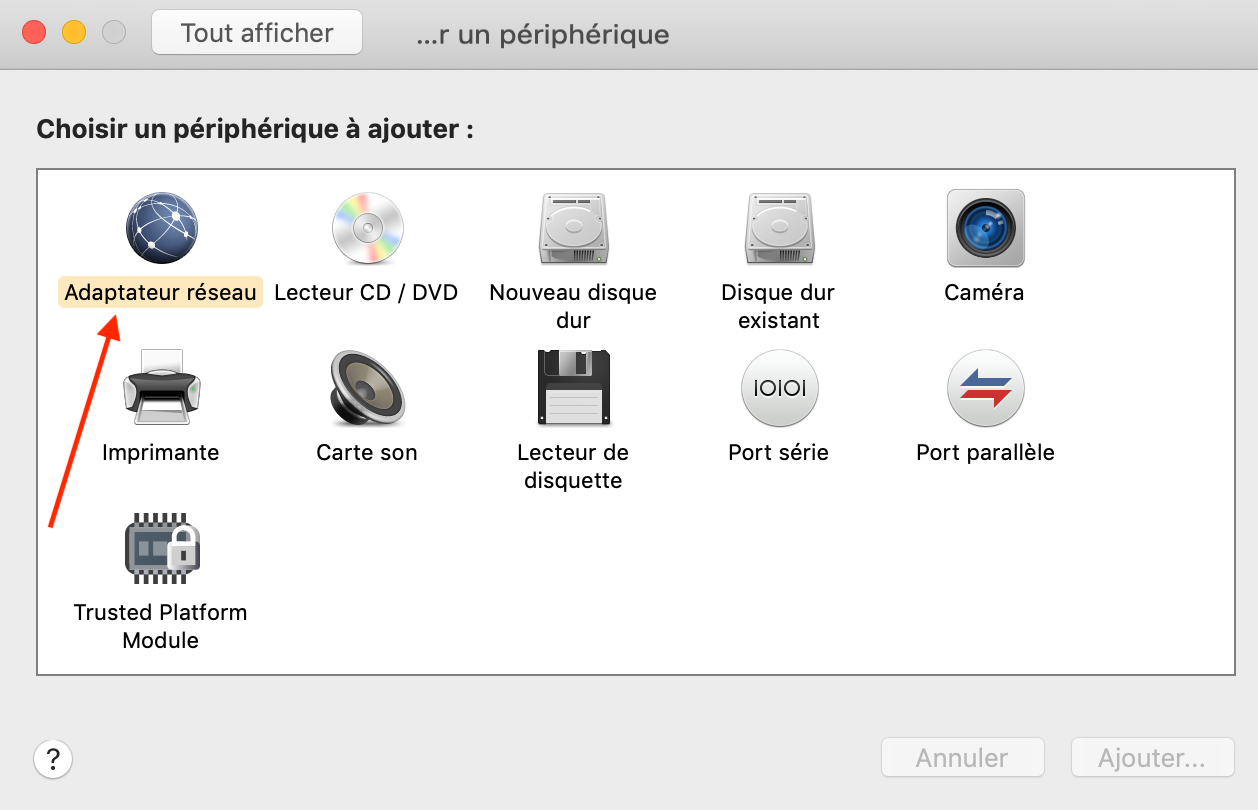 Tout afficher
...r un périphérique
Choisir un périphérique à ajouter :
Adaptateur réseau
Lecteur CD / DVD
Nouveau disque
dur
Disque dur
existant
Caméra
Imprimante
Carte son
Lecteur de
disquette
IOIOI
Port série
Port parallèle
Trusted Platform
Module
?
Annuler
Ajouter...